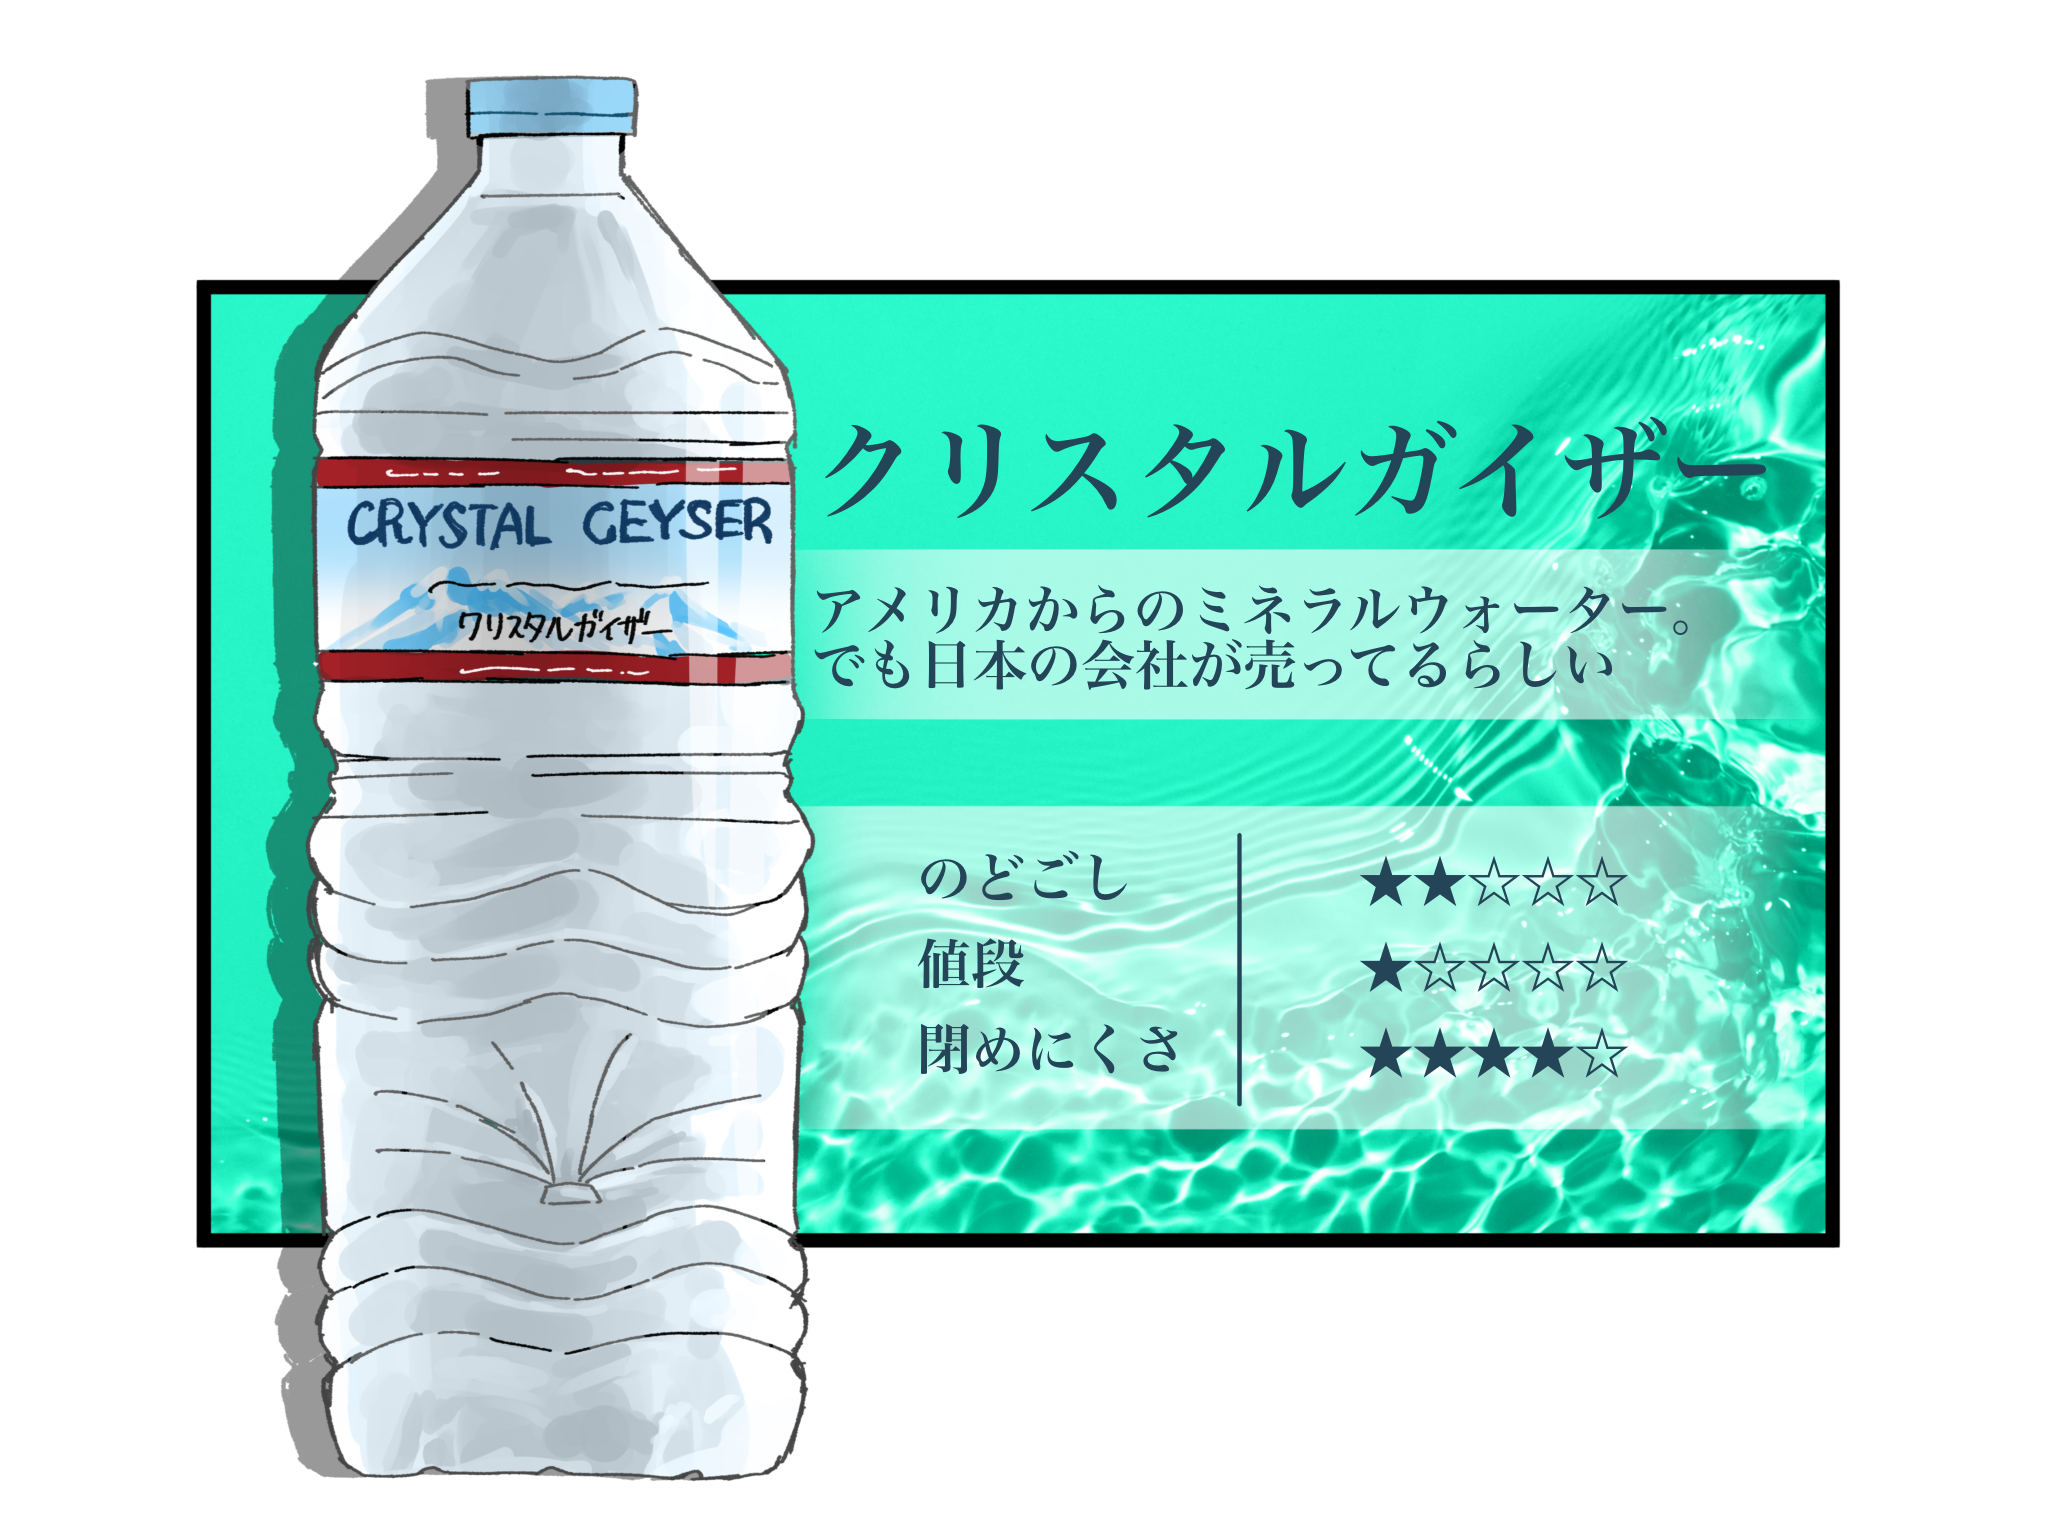 CRYSTAL GEYSER
クリスタルガイザー
クリスタルガイザー
アメリカからのミネラルウォーター。
でも日本の会社が売ってるらしい
のどごし ★★☆☆☆
値段 ★☆☆☆☆
閉めにくさ ★★★★☆